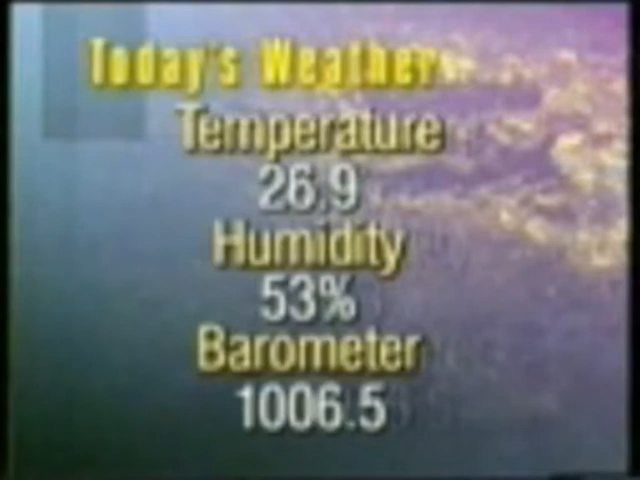 Today's Weather
Temperature
26.9
Humidity
53%
Barometer
1006.5